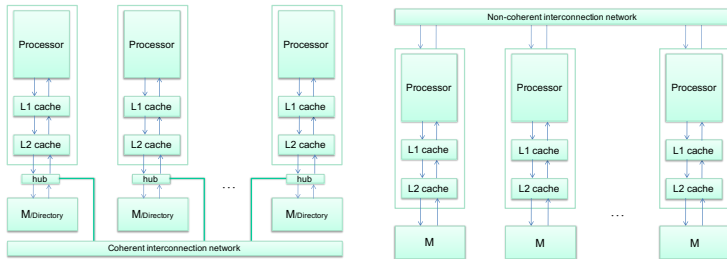 Processor
Processor
Processor
L1 cache
L1 cache
L1 cache
L2 cache
L2 cache
L2 cache
hub
hub
...
hub
M/Directory
M/Directory
M/Directory
Coherent interconnection network
Non-coherent interconnection network
Processor
Processor
Processor
L1 cache
L1 cache
L1 cache
L2 cache
L2 cache
L2 cache
...
M
M
M